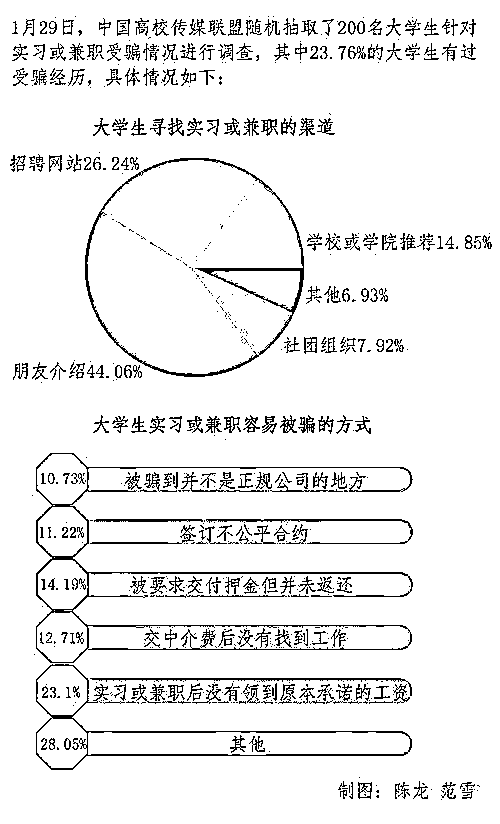 1月29日，中国高校传媒联盟随机抽取了200名大学生针对
实习或兼职受骗情况进行调查，其中23.76%的大学生有过
受骗经历，具体情况如下：
大学生寻找实习或兼职的渠道
招聘网站26.24%
学校或学院推荐14.85%
其他6.93%
社团组织7.92%
朋友介绍44.06%
大学生实习或兼职容易被骗的方式
10.73% 被骗到并不是正规公司的地方
11.22% 签订不公平合约
14.19% 被要求交付押金但并未返还
12.71% 交中介费后没有找到工作
23.1% 实习或兼职后没有领到原本承诺的工资
28.05% 其他
制图：陈龙 范雪